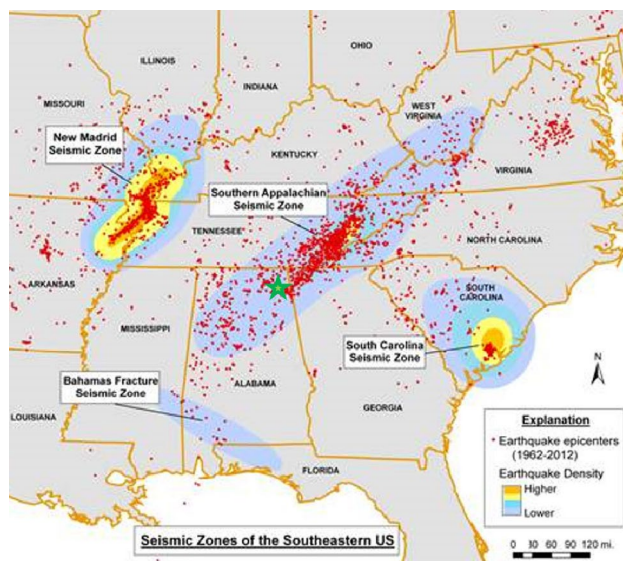 OHIO
ILLINOIS
INDIANA
MISSOURI
WEST
VIRGINIA
New Madrid
Seismic Zone
KENTUCKY
VIRGINIA
Southern Appalachian
Seismic Zone
TENNESSEE
NORTH CAROLINA
ARKANSAS
SOUTH
CAROLINA
MISSISSIPPI
South Carolina
Seismic Zone
Bahamas Fracture
Seismic Zone
ALABAMA
GEORGIA
LOUISIANA
FLORIDA
N
Explanation
Earthquake epicenters
(1962-2012)
Earthquake Density
Higher
Lower
Seismic Zones of the Southeastern US
0 15 30 60 90 120 mi.